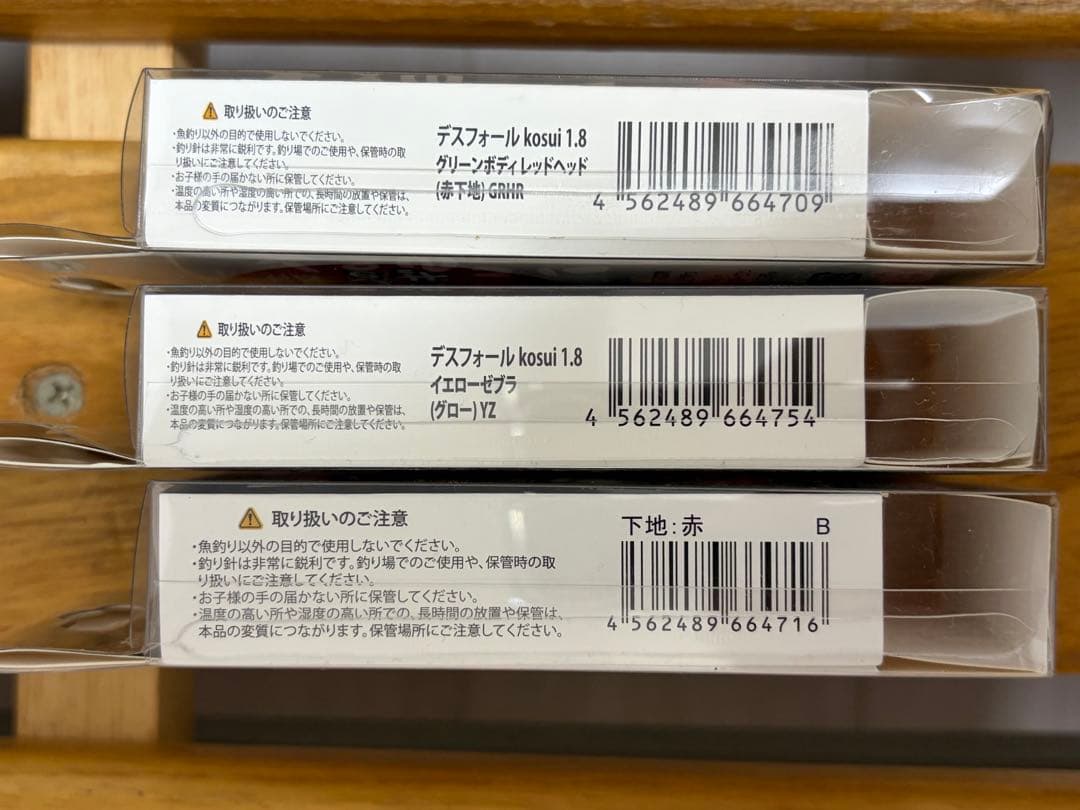 ⚠ 取り扱いのご注意
・魚釣り以外の目的で使用しないでください。
・釣り針は非常に鋭利です。釣り場でのご使用や、保管時の取
り扱いにご注意してください。
・お子様の手の届かない所に保管してください。
・温度の高い所や湿度の高い所での、長時間の放置や保管は、
本品の変質につながります。保管場所にご注意してください。
デスフォール kosui 1.8
グリーンボディレッドヘッド
(赤下地) GRHR
4 562489 664709
⚠ 取り扱いのご注意
・魚釣り以外の目的で使用しないでください。
・釣り針は非常に鋭利です。釣り場でのご使用や、保管時の取
り扱いにご注意してください。
・お子様の手の届かない所に保管してください。
・温度の高い所や湿度の高い所での、長時間の放置や保管は、
本品の変質につながります。保管場所にご注意してください。
デスフォール kosui 1.8
イエローゼブラ
(グロー) YZ
4 562489 664754
⚠ 取り扱いのご注意
・魚釣り以外の目的で使用しないでください。
・釣り針は非常に鋭利です。釣り場でのご使用や、保管時の取
り扱いにご注意してください。
・お子様の手の届かない所に保管してください。
・温度の高い所や湿度の高い所での、長時間の放置や保管は、
本品の変質につながります。保管場所にご注意してください。
下地:赤 B
4 562489 664716